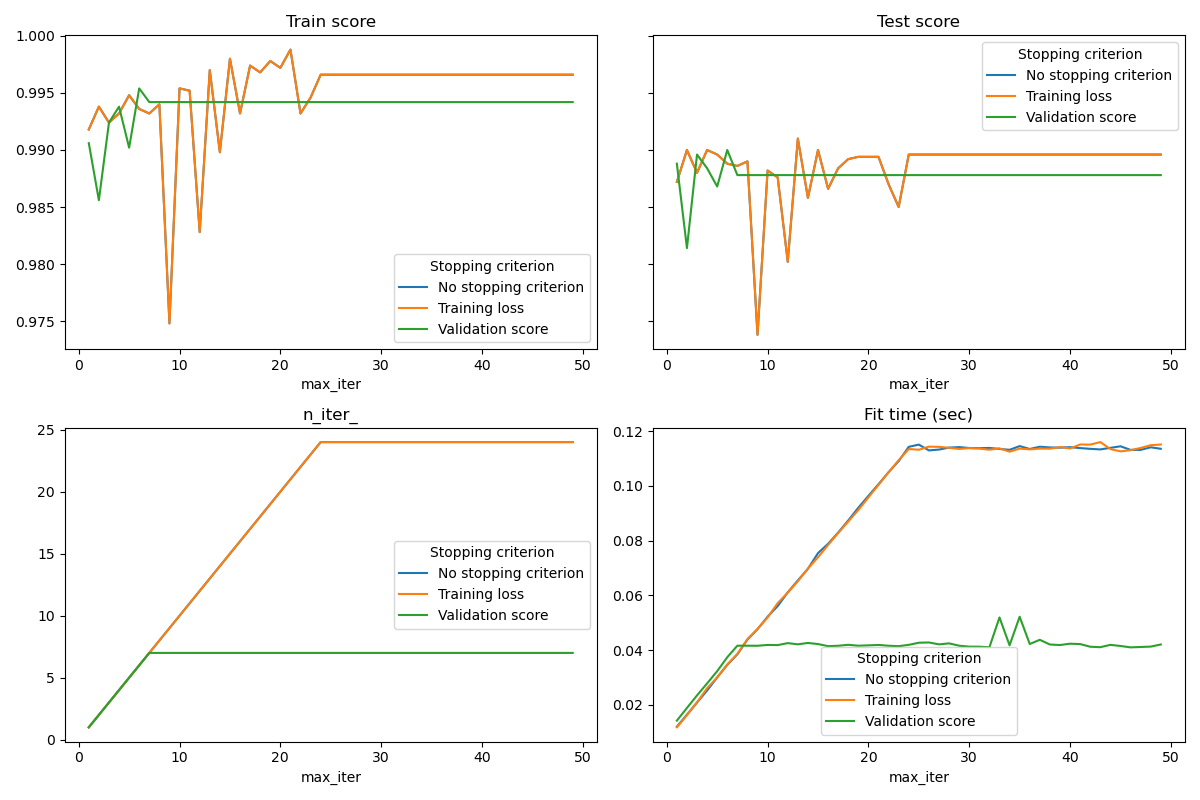 Train score
1.000
0.995
0.990
0.985
0.980
0.975
0
10
20
30
40
50
max_iter
Stopping criterion
No stopping criterion
Training loss
Validation score
Test score
0
10
20
30
40
50
max_iter
Stopping criterion
No stopping criterion
Training loss
Validation score
n_iter_
25
20
15
10
5
0
0
10
20
30
40
50
max_iter
Stopping criterion
No stopping criterion
Training loss
Validation score
Fit time (sec)
0.12
0.10
0.08
0.06
0.04
0.02
0
10
20
30
40
50
max_iter
Stopping criterion
No stopping criterion
Training loss
Validation score